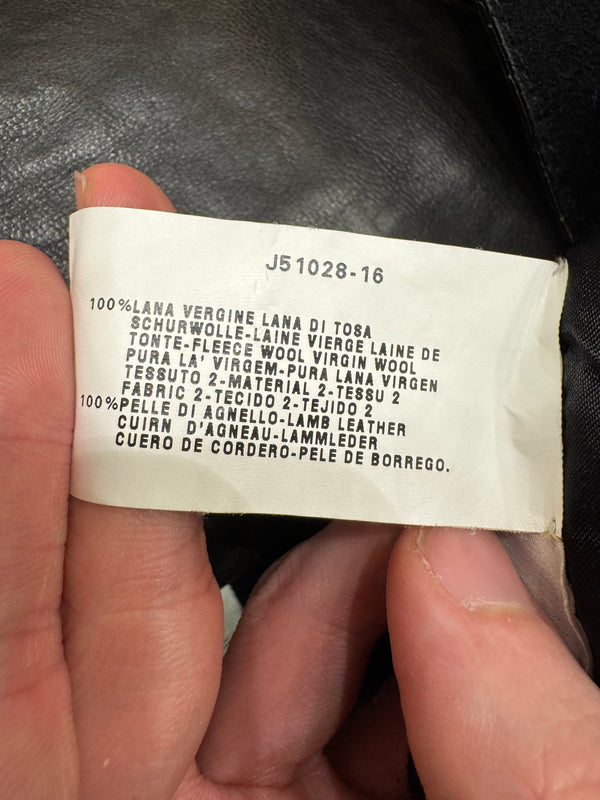 J51028-16
100%LANA VERGINE LANA DI TOSA
SCHURWOLLE-LAINE VIERGE LAINE DE
TONTE-FLEECE WOOL VIRGIN WOOL
PURA LA' VIRGEM-PURA LANA VIRGEN
TESSUTO 2-MATERIAL 2-TESSU 2
FABRIC 2-TECIDO 2-TEJIDO 2
100%PELLE DI AGNELLO-LAMB LEATHER
CUIRN D'AGNEAU-LAMMLEDER
CUERO DE CORDERO-PELE DE BORREGO.